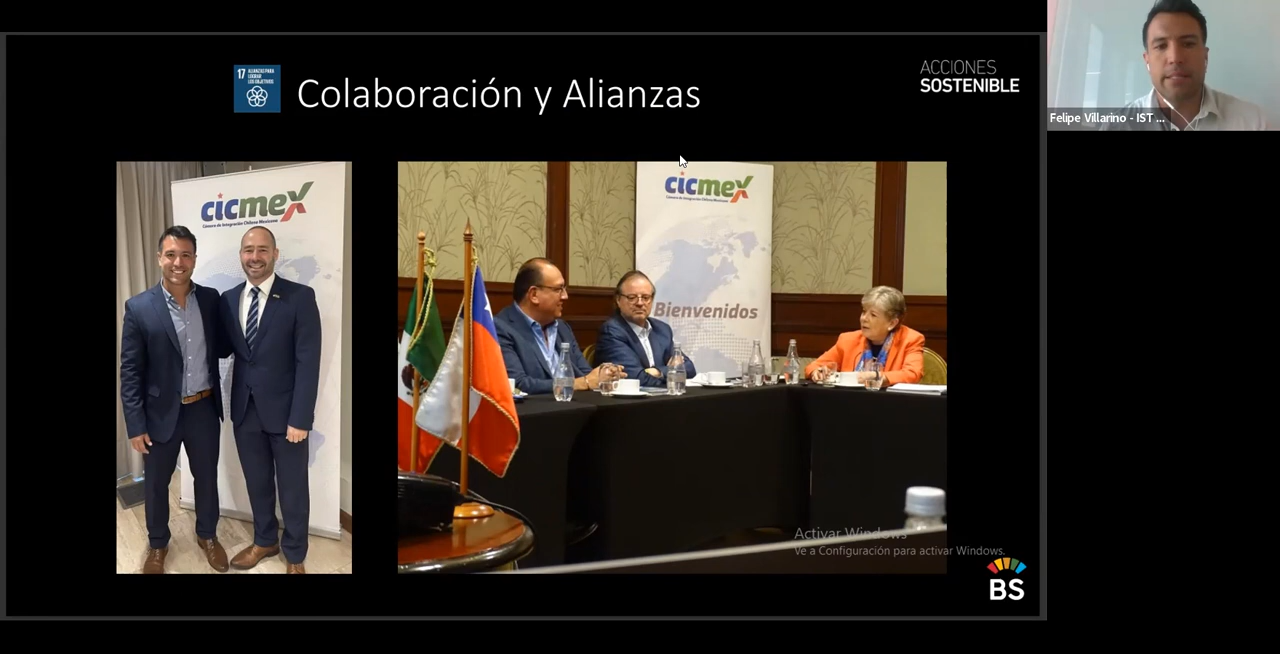 17 ALIANZAS PARA
LOGRAR
LOS OBJETIVOS
Colaboración y Alianzas
ACCIONES
SOSTENIBLE
Felipe Villarino - IST ...
cicmex
Cámara de Integración Chileno Mexicana
cicmex
Cámara de Integración Chileno Mexicana
Bienvenidos
Activar Windows
Ve a Configuración para activar Windows.
BS